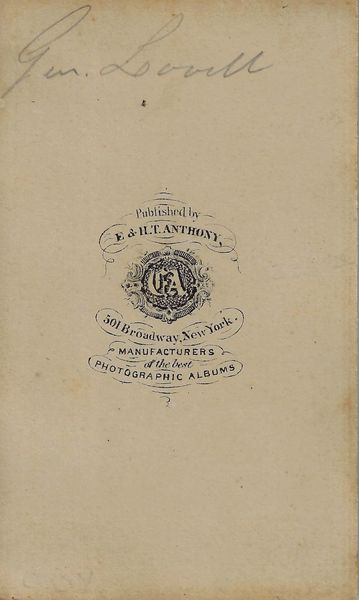 Gen. Lovell
Published by
E & H.T. ANTHONY,
501 Broadway, New York.
MANUFACTURERS
of the best
PHOTOGRAPHIC ALBUMS